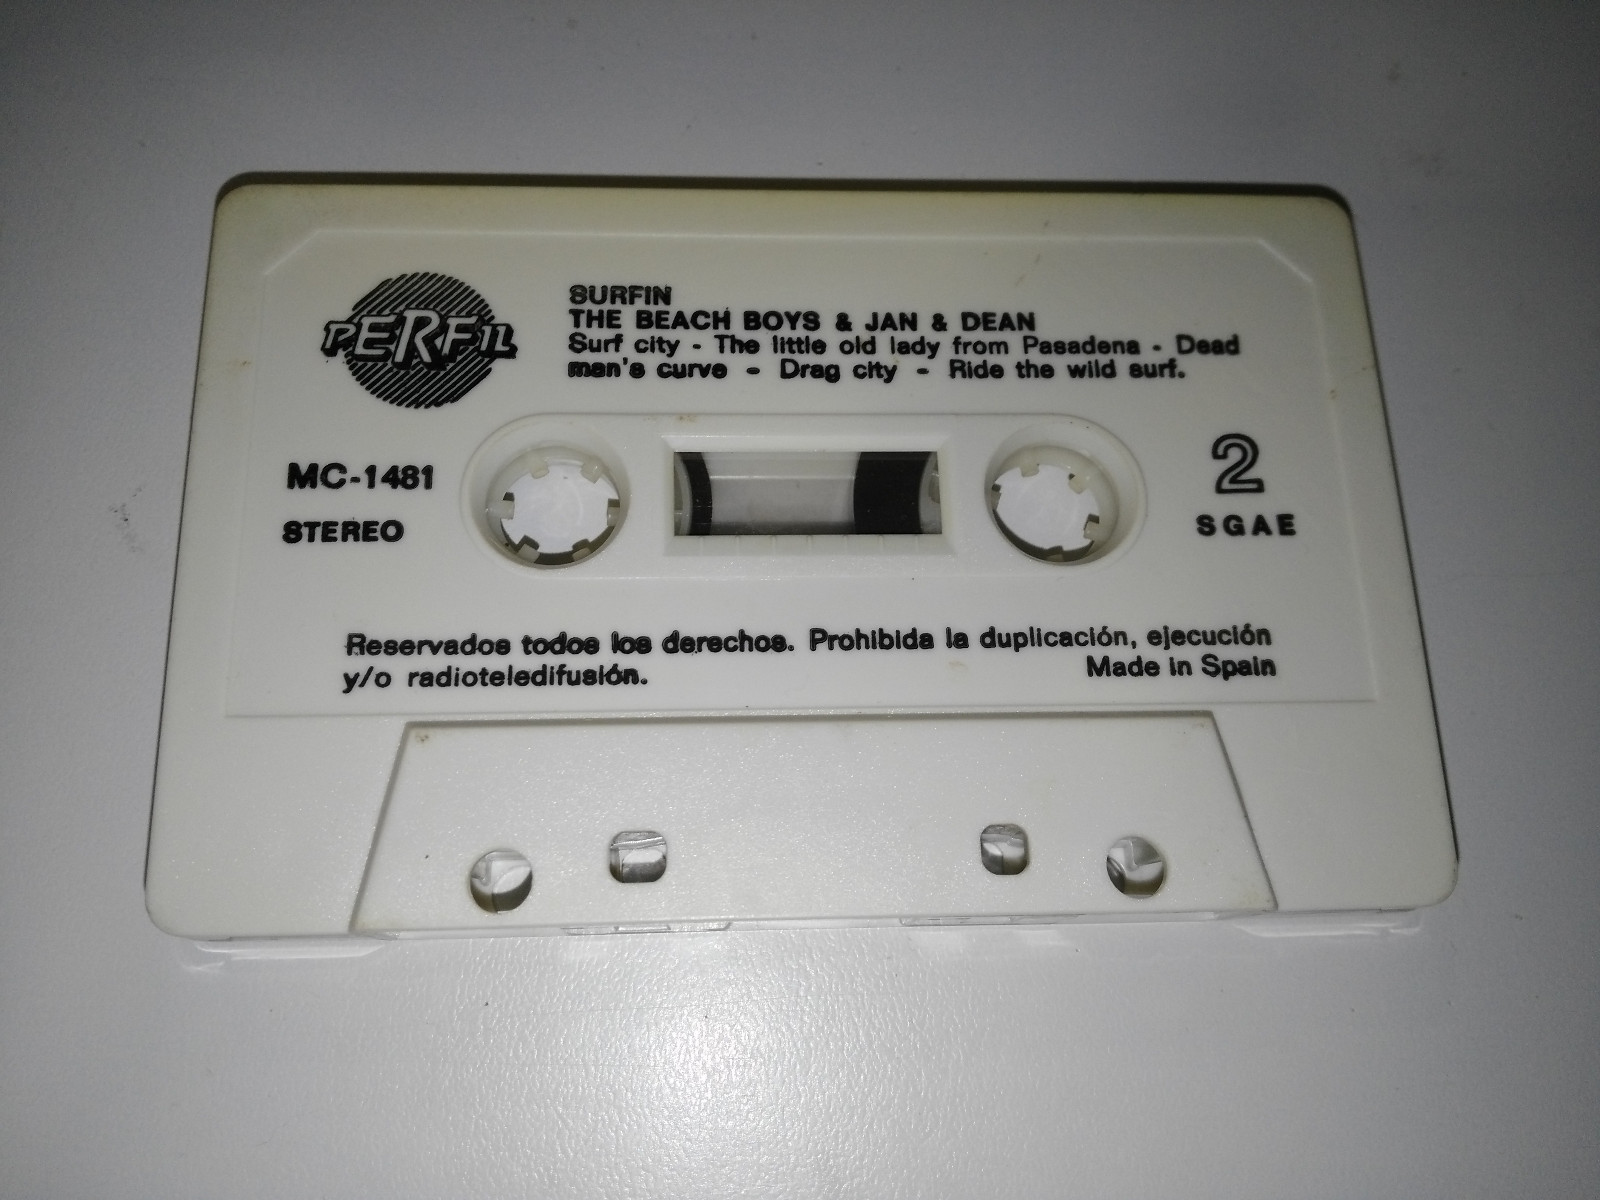 PERFIL
SURFIN
THE BEACH BOYS & JAN & DEAN
Surf city - The little old lady from Pasadena - Dead
man's curve - Drag city - Ride the wild surf.
MC-1481
STEREO
2
SGAE
Reservados todos los derechos. Prohibida la duplicación, ejecución
y/o radioteledifusión.
Made in Spain